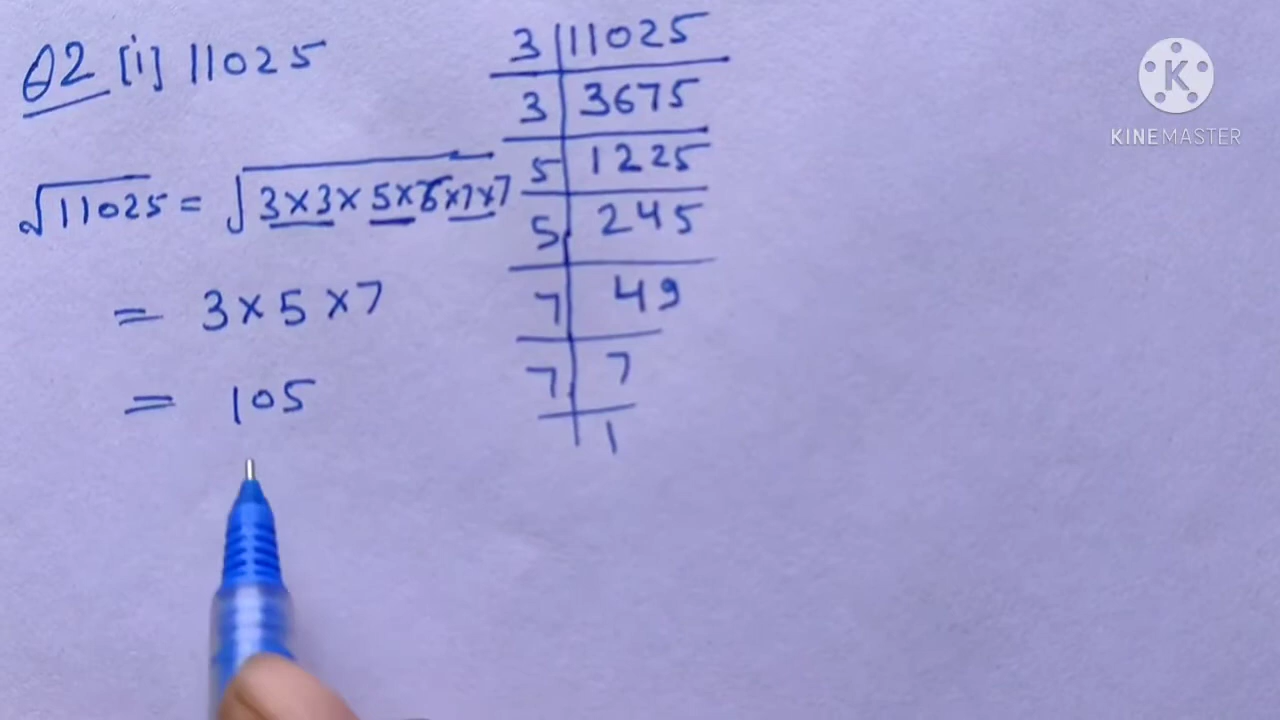 Q2 [i] 11025
√11025 = √3×3×5×5×7×7
= 3×5×7
= 105
3 | 11025
3 | 3675
5 | 1225
5 | 245
7 | 49
7 | 7
1
K
KINEMASTER